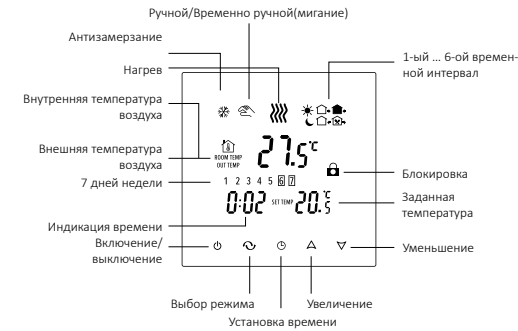 Ручной/Временно ручной(мигание)
Антизамерзание
Нагрев
1-ый ... 6-ой времен-
ной интервал
Внутренняя температура
воздуха
27.5°C
ROOM TEMP
OUT TEMP
Внешняя температура
воздуха
Блокировка
7 дней недели
1 2 3 4 5 6 7
0:02 SET TEMP 20.5°C
Заданная
температура
Индикация времени
Включение/
выключение
Уменьшение
Выбор режима
Увеличение
Установка времени